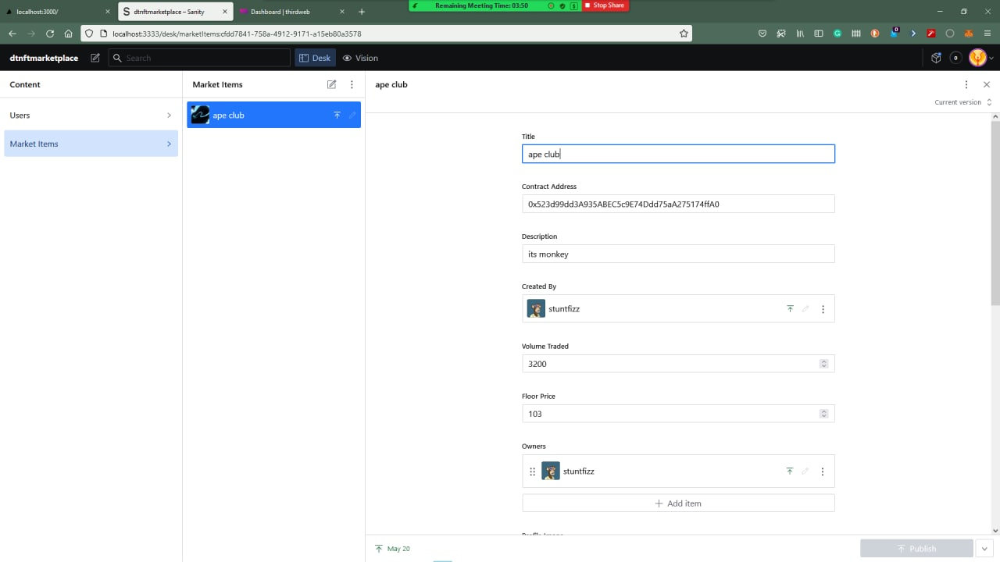 Remaining Meeting Time: 03:50
Stop Share
localhost:3000/
dtnftmarketplace – Sanity
Dashboard | thirdweb
localhost:3333/desk/marketItems;cfdd7841-758a-4912-9171-a15eb80a3578
0
dtnftmarketplace
Search
Desk
Vision
0
Content
Market Items
ape club
Current version
Users
ape club
Market Items
Title
ape club
Contract Address
0x523d99dd3A935ABEC5c9E74Ddd75aA275174ffA0
Description
its monkey
Created By
stuntfizz
Volume Traded
3200
Floor Price
103
Owners
stuntfizz
Add item
Profile Image
May 20
Publish